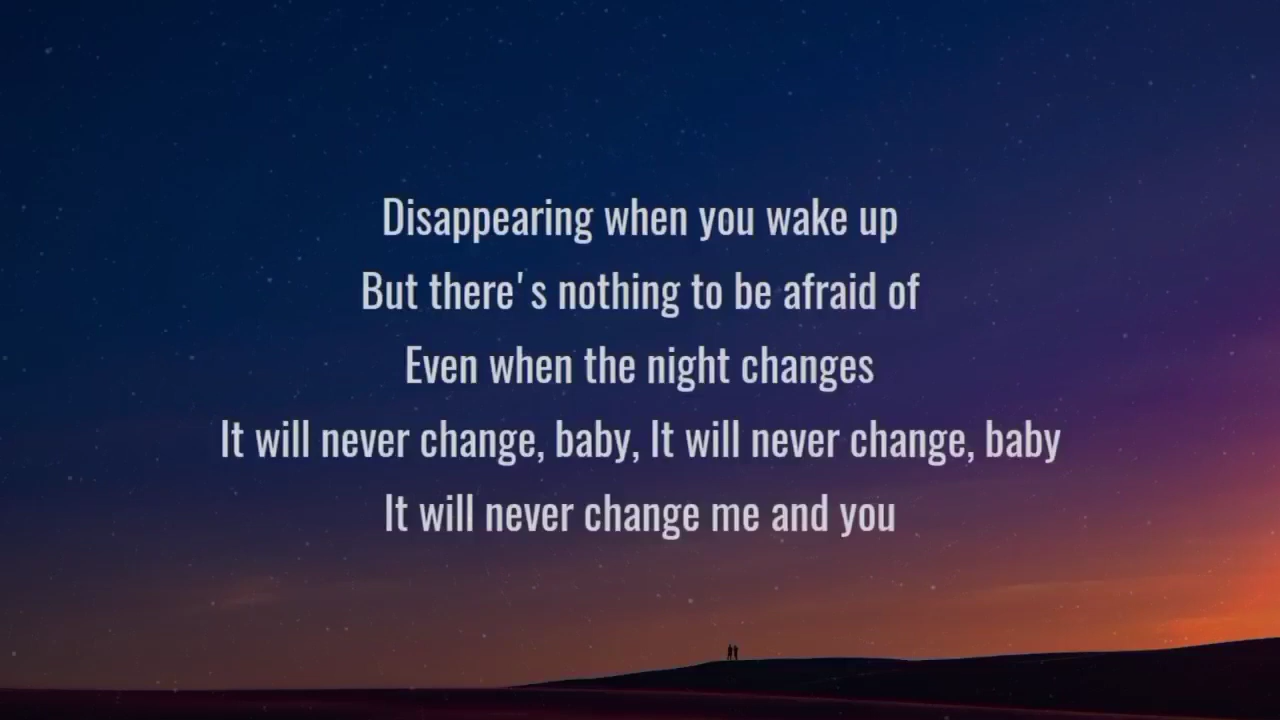 Disappearing when you wake up
But there's nothing to be afraid of
Even when the night changes
It will never change, baby, It will never change, baby
It will never change me and you